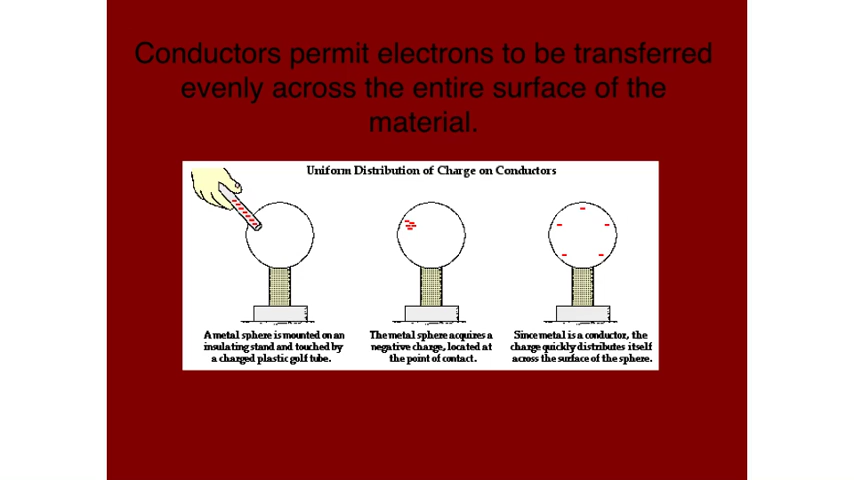 Conductors permit electrons to be transferred
evenly across the entire surface of the
material.
Uniform Distribution of Charge on Conductors
A metal sphere is mounted on an
insulating stand and touched by
a charged plastic golf tube.
The metal sphere acquires a
negative charge, located at
the point of contact.
Since metal is a conductor, the
charge quickly distributes itself
across the surface of the sphere.